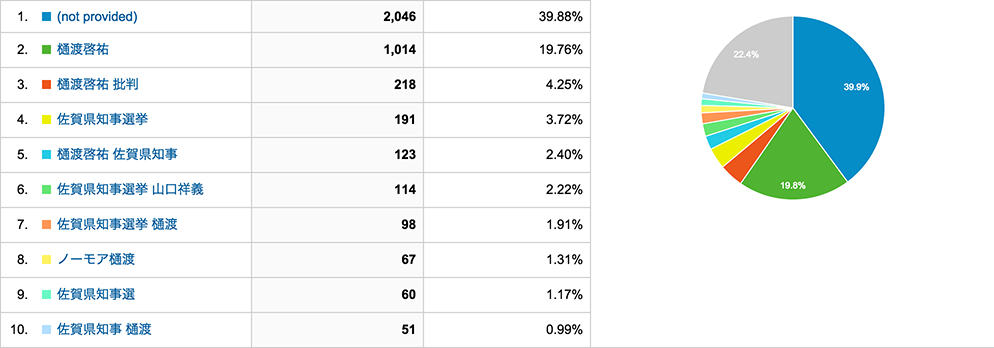 1. (not provided) 2,046 39.88%
2. 樋渡啓祐 1,014 19.76%
3. 樋渡啓祐 批判 218 4.25%
4. 佐賀県知事選挙 191 3.72%
5. 樋渡啓祐 佐賀県知事 123 2.40%
6. 佐賀県知事選挙 山口祥義 114 2.22%
7. 佐賀県知事選挙 樋渡 98 1.91%
8. ノーモア樋渡 67 1.31%
9. 佐賀県知事選 60 1.17%
10. 佐賀県知事 樋渡 51 0.99%
22.4%
39.9%
19.8%